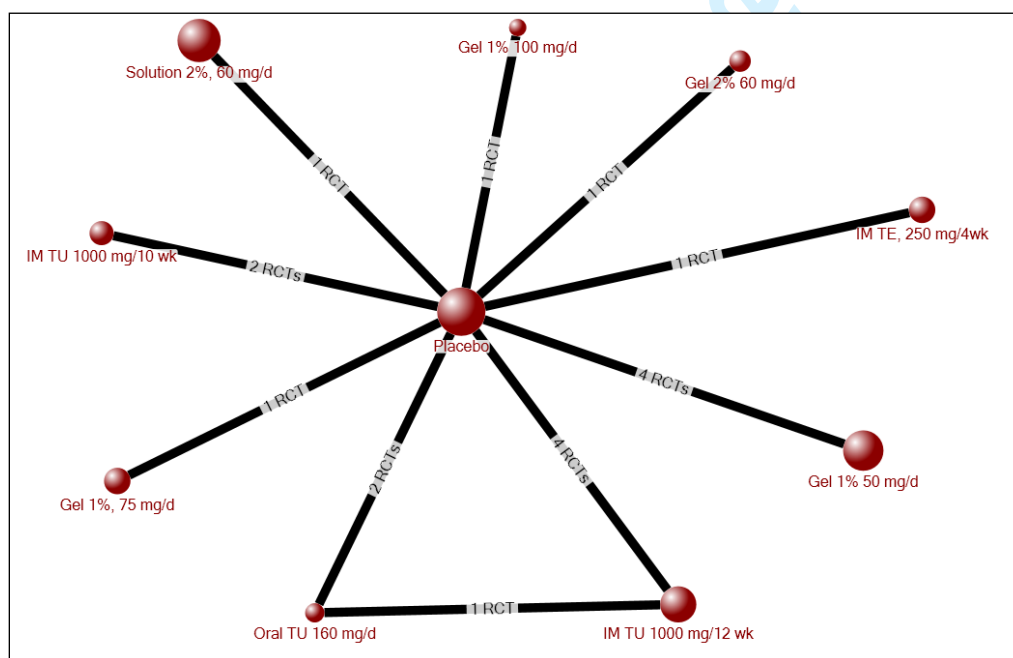 Solution 2%, 60 mg/d
Gel 1% 100 mg/d
Gel 2% 60 mg/d
1 RCT
1 RCT
1 RCT
IM TU 1000 mg/10 wk
2 RCTs
1 RCT
IM TE, 250 mg/4wk
Placebo
1 RCT
4 RCTs
Gel 1%, 75 mg/d
2 RCTs
4 RCTs
Gel 1% 50 mg/d
Oral TU 160 mg/d
1 RCT
IM TU 1000 mg/12 wk